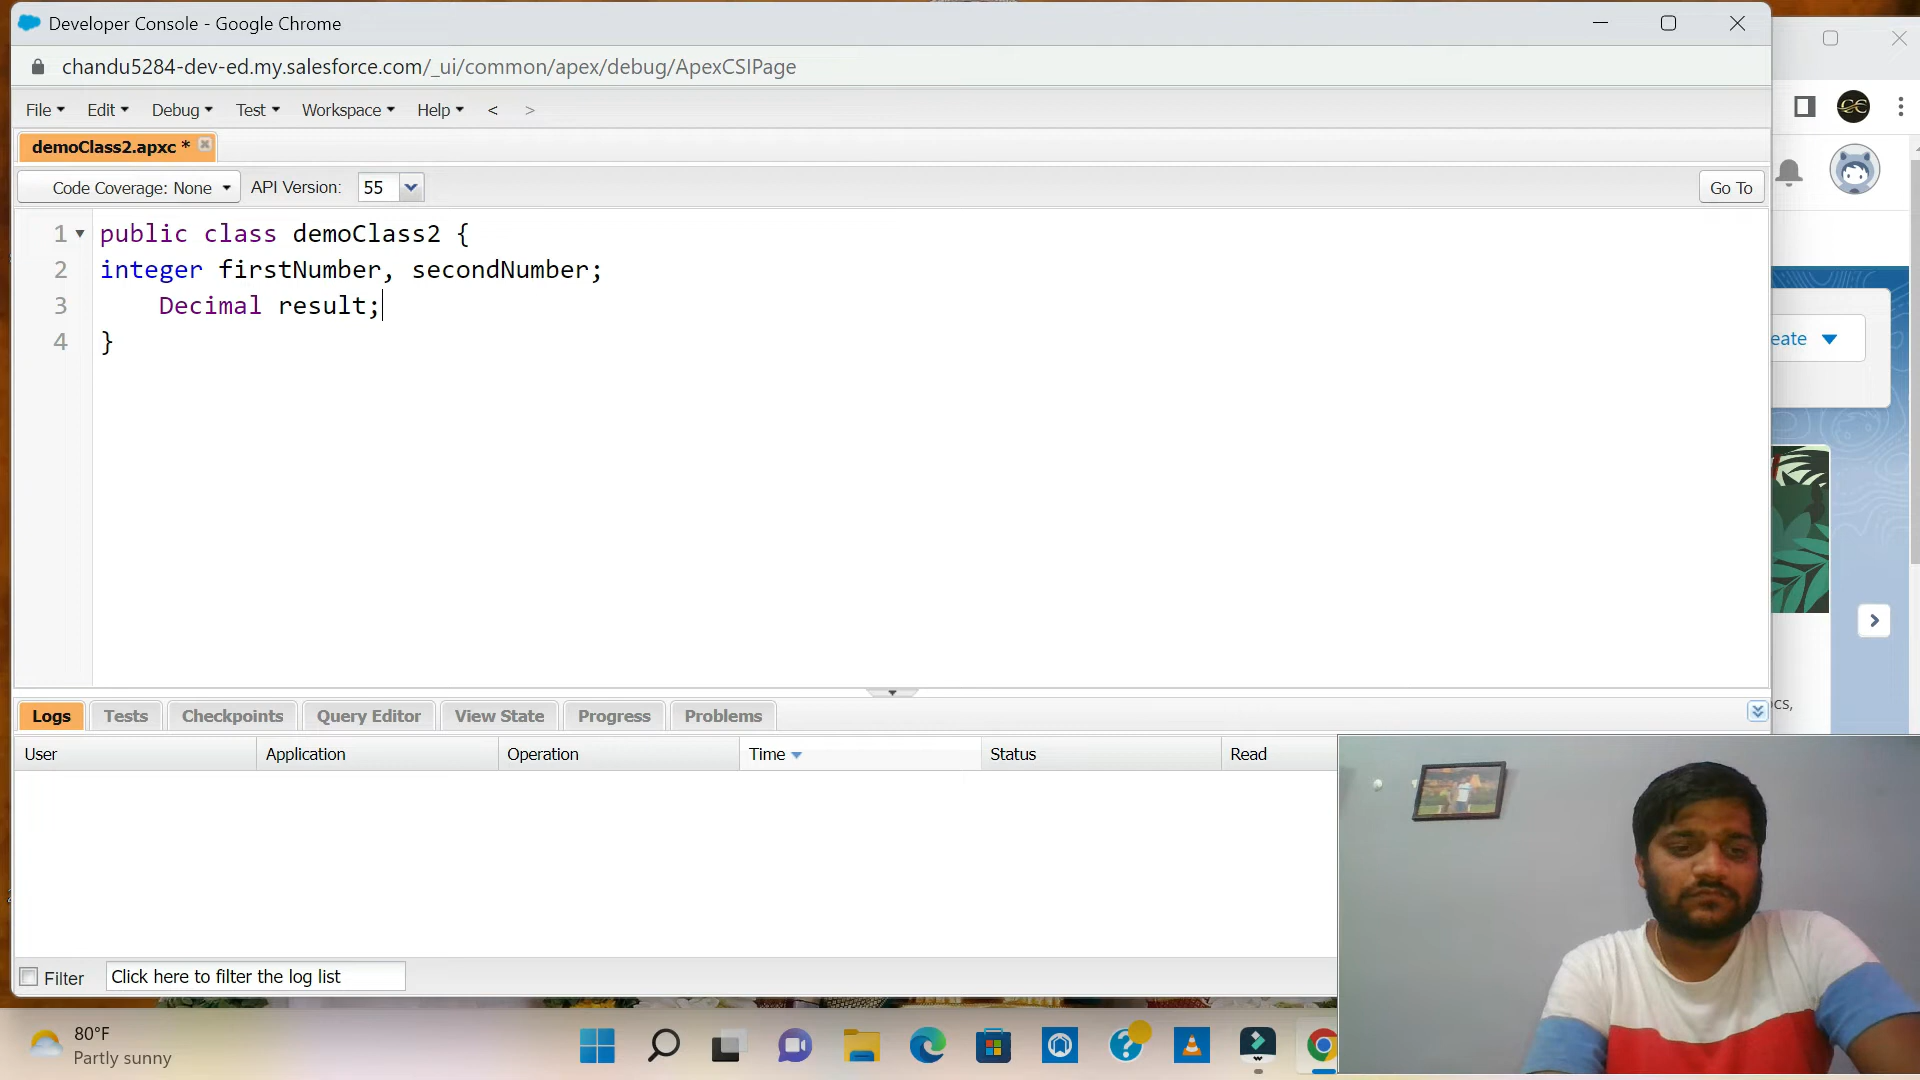 Developer Console - Google Chrome
chandu5284-dev-ed.my.salesforce.com/_ui/common/apex/debug/ApexCSIPage
File Edit Debug Test Workspace Help < >
demoClass2.apxc *
Code Coverage: None API Version: 55 Go To
1 public class demoClass2 {
2 integer firstNumber, secondNumber;
3 Decimal result;
4 }
eate
ocs,
Logs Tests Checkpoints Query Editor View State Progress Problems
User Application Operation Time Status Read
Filter Click here to filter the log list
80°F
Partly sunny